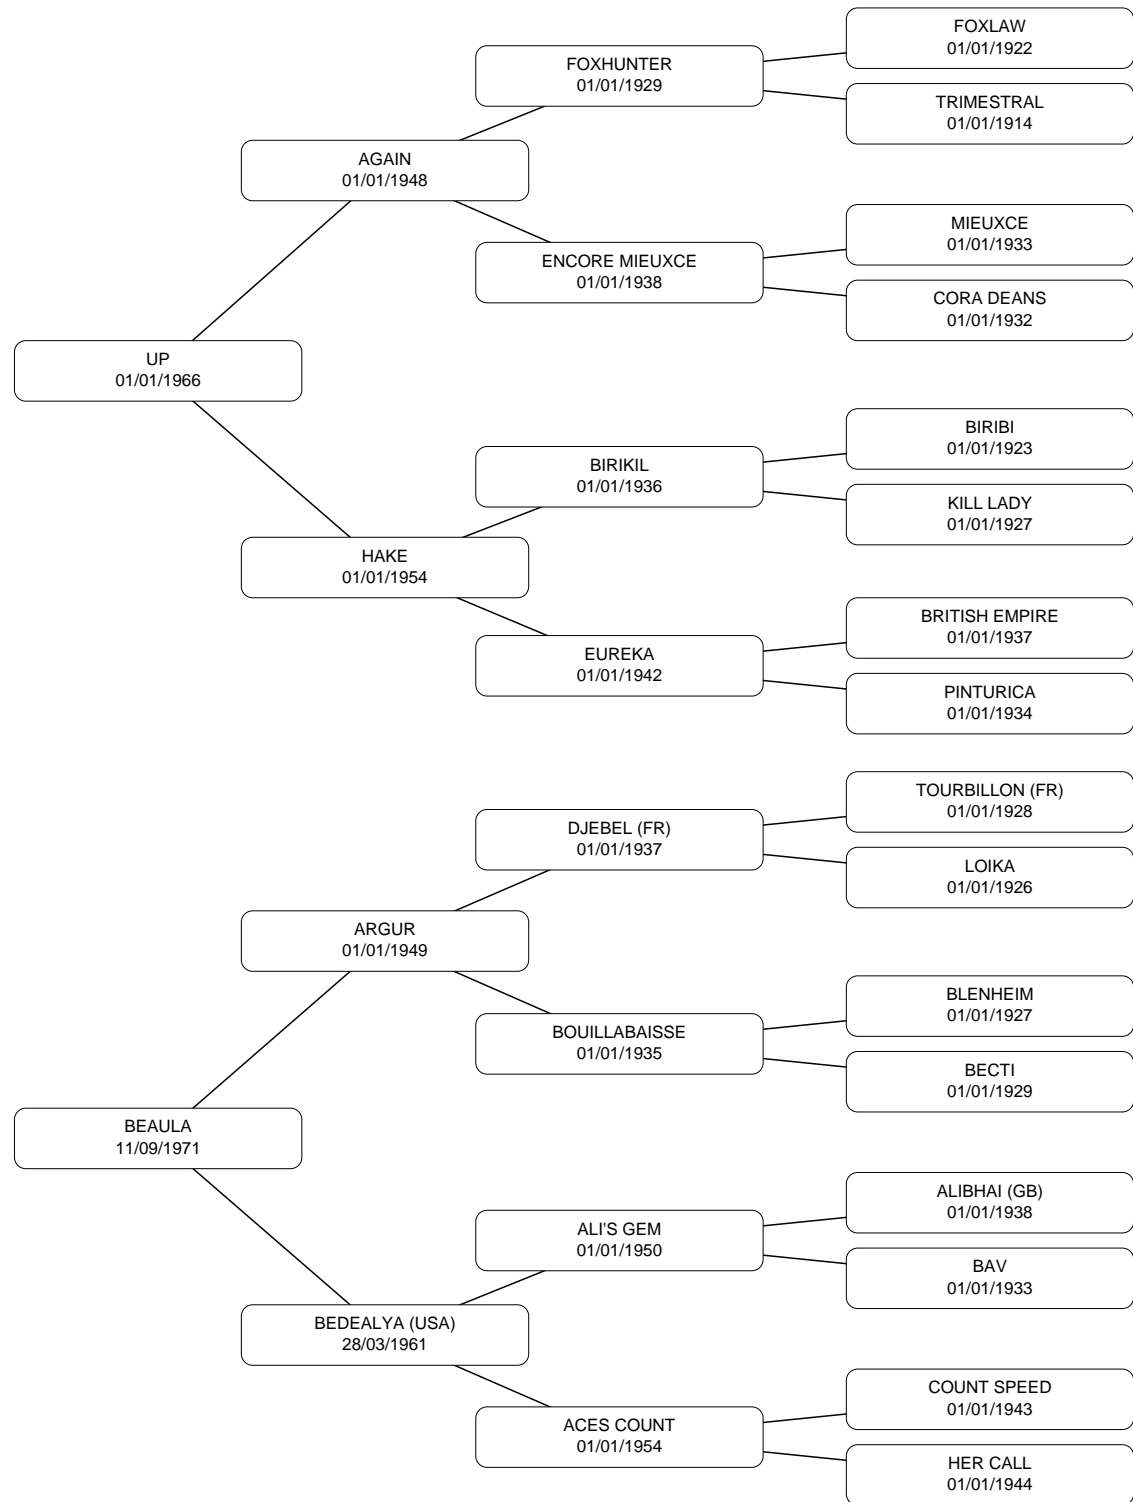 FOXLAW
01/01/1922
FOXHUNTER
01/01/1929
TRIMESTRAL
01/01/1914
AGAIN
01/01/1948
MIEUXCE
01/01/1933
ENCORE MIEUXCE
01/01/1938
CORA DEANS
01/01/1932
UP
01/01/1966
BIRIBI
01/01/1923
BIRIKIL
01/01/1936
KILL LADY
01/01/1927
HAKE
01/01/1954
BRITISH EMPIRE
01/01/1937
EUREKA
01/01/1942
PINTURICA
01/01/1934
TOURBILLON (FR)
01/01/1928
DJEBEL (FR)
01/01/1937
LOIKA
01/01/1926
ARGUR
01/01/1949
BLENHEIM
01/01/1927
BOUILLABAISSE
01/01/1935
BECTI
01/01/1929
BEAULA
11/09/1971
ALIBHAI (GB)
01/01/1938
ALI'S GEM
01/01/1950
BAV
01/01/1933
BEDEALYA (USA)
28/03/1961
COUNT SPEED
01/01/1943
ACES COUNT
01/01/1954
HER CALL
01/01/1944